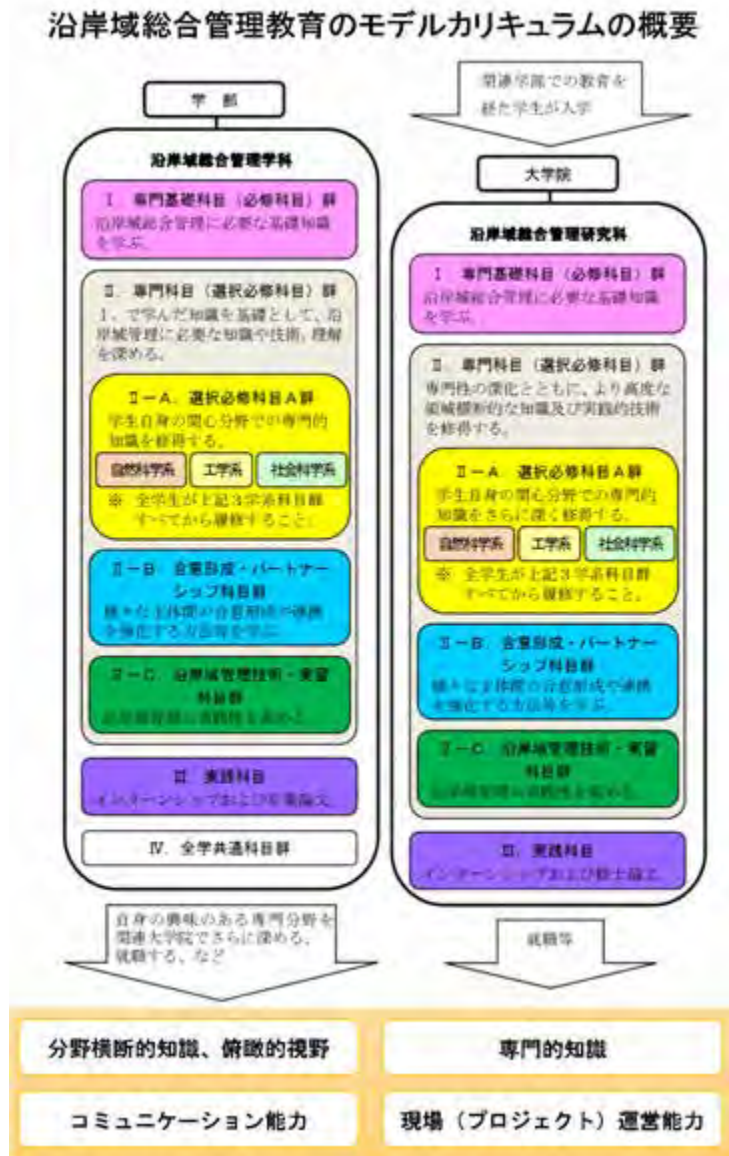 沿岸域総合管理教育のモデルカリキュラムの概要
学 部
沿岸域総合管理学科
Ⅰ 専門基礎科目（必修科目）群
沿岸域総合管理に必要な基礎知識
を学ぶ。
Ⅱ. 専門科目（選択必修科目）群
1. で学んだ知識を基礎として、沿
岸域管理に必要な知識や技術、理解
を深める。
Ⅱ－A. 選択必修科目A群
学生自身の関心分野での専門的
知識を修得する。
自然科学系 工学系 社会科学系
※ 全学生が上記3学系科目群
すべてから履修すること。
Ⅱ－B 合意形成・パートナー
シップ科目群
様々な主体間の合意形成や連携
を強化する方法等を学ぶ。
Ⅱ－C. 沿岸域管理技術・実習
科目群
沿岸域管理の実践性を高める。
Ⅲ 実践科目
インターンシップおよび卒業論文。
Ⅳ. 全学共通科目群
自身の興味のある専門分野を
関連大学院でさらに深める、
就職する、など
関連学部での教育を
経た学生が入学
大学院
沿岸域総合管理研究科
Ⅰ 専門基礎科目（必修科目）群
沿岸域総合管理に必要な基礎知識
を学ぶ。
Ⅱ. 専門科目（選択必修科目）群
専門性の深化とともに、より高度な
領域横断的な知識及び実践的技術
を修得する。
Ⅱ－A. 選択必修科目A群
学生自身の関心分野での専門的
知識をさらに深く修得する。
自然科学系 工学系 社会科学系
※ 全学生が上記3学系科目群
すべてから履修すること。
Ⅱ－B. 合意形成・パートナー
シップ科目群
様々な主体間の合意形成や連携
を強化する方法等を学ぶ。
Ⅱ－C 沿岸域管理技術・実習
科目群
沿岸域管理の実践性を高める。
Ⅲ. 実践科目
インターンシップおよび修士論文。
就職等
分野横断的知識、俯瞰的視野
専門的知識
コミュニケーション能力
現場（プロジェクト）運営能力